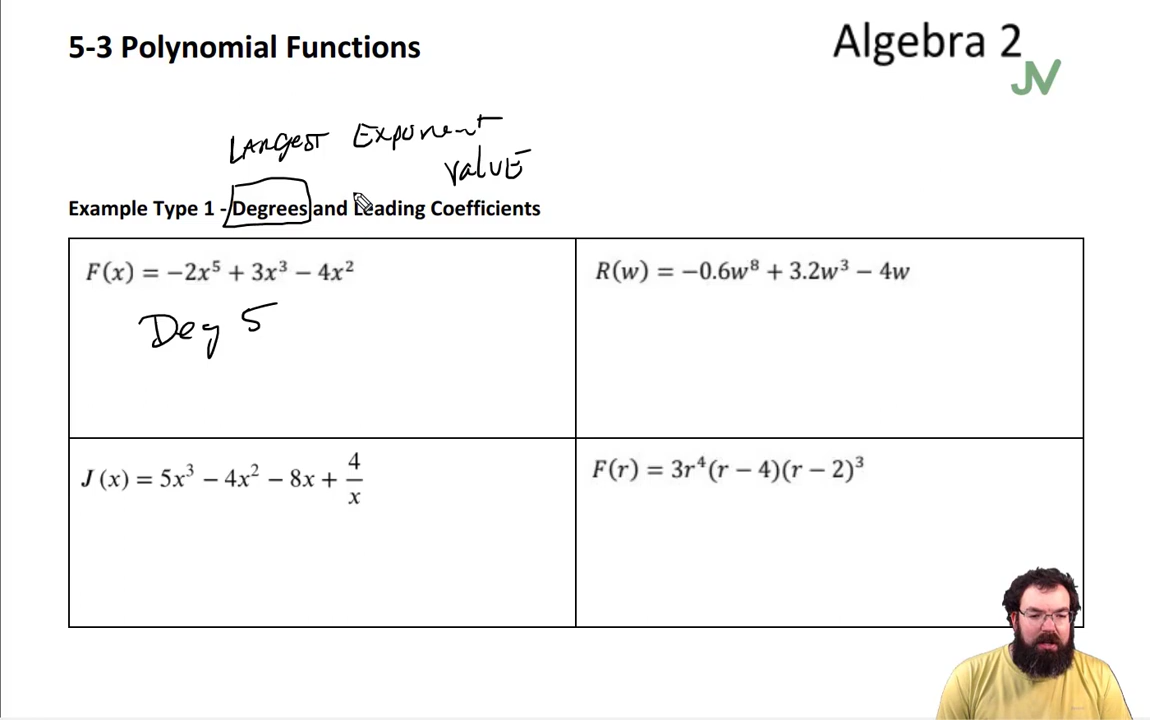 5-3 Polynomial Functions
Algebra 2
JV
LArgesT Exponent
valuE
Example Type 1 - Degrees and Leading Coefficients
F(x) = −2x⁵ + 3x³ − 4x²
Deg 5
R(w) = −0.6w⁸ + 3.2w³ − 4w
J (x) = 5x³ − 4x² − 8x + 4/x
F(r) = 3r⁴(r − 4)(r − 2)³